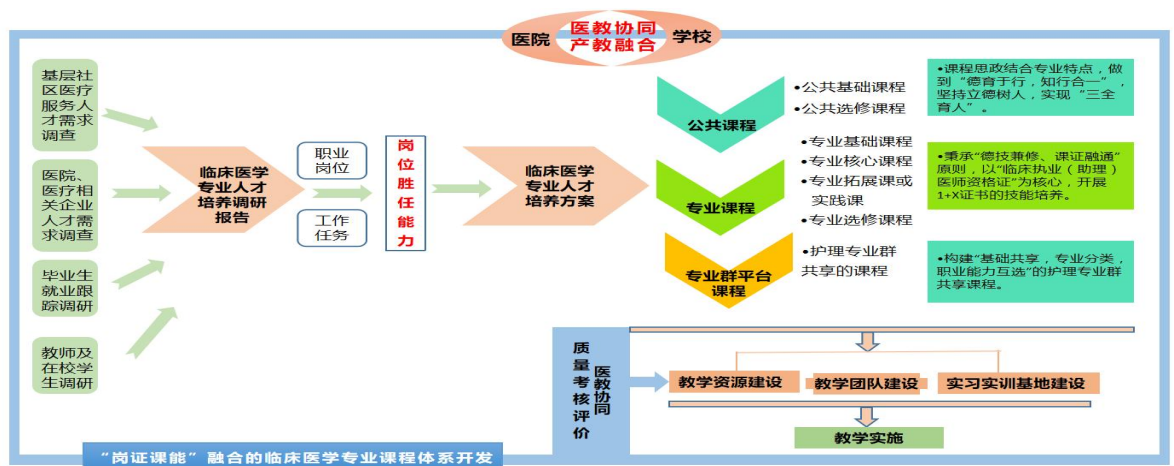 医院
医教协同
产教融合
学校
基层社
区医疗
服务人
才需求
调查
医院、
医疗相
关企业
人才需
求调查
毕业生
就业跟
踪调研
教师及
在校学
生调研
临床医学
专业人才
培养调研
报告
职业
岗位
工作
任务
岗位胜任能力
临床医学
专业人才
培养方案
公共课程
•公共基础课程
•公共选修课程
•课程思政结合专业特点，做
到“德育于行，知行合一”，
坚持立德树人，实现“三全
育人”。
专业课程
•专业基础课程
•专业核心课程
•专业拓展课或
实践课
•专业选修课程
•秉承“德技兼修、课证融通”
原则，以“临床执业（助理）
医师资格证”为核心，开展
1+X证书的技能培养。
专业群平台
课程
•护理专业群
共享的课程
•构建“基础共享，专业分类，
职业能力互选”的护理专业群
共享课程。
医教协同
质量考核评价
教学资源建设
教学团队建设
实习实训基地建设
教学实施
“岗证课能”融合的临床医学专业课程体系开发